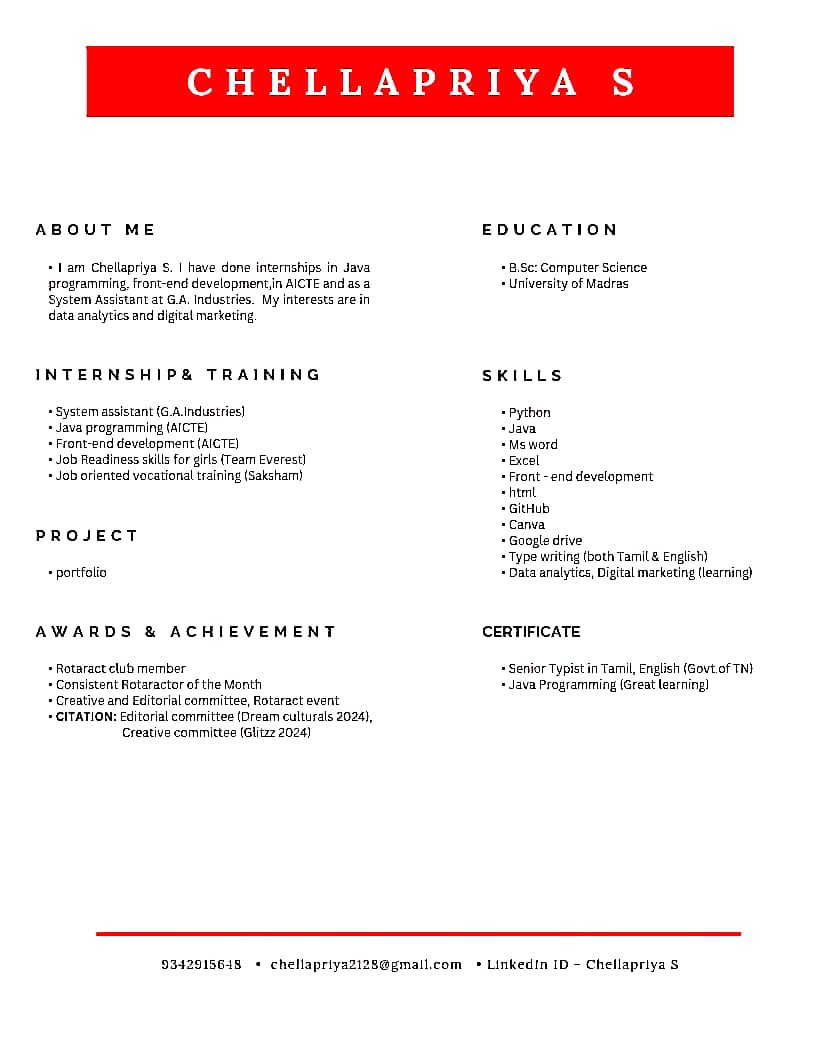 CHELLAPRIYA S
ABOUT ME
• I am Chellapriya S. I have done internships in Java
programming, front-end development,in AICTE and as a
System Assistant at G.A. Industries. My interests are in
data analytics and digital marketing.
INTERNSHIP& TRAINING
• System assistant (G.A.Industries)
• Java programming (AICTE)
• Front-end development (AICTE)
• Job Readiness skills for girls (Team Everest)
• Job oriented vocational training (Saksham)
PROJECT
• portfolio
AWARDS & ACHIEVEMENT
• Rotaract club member
• Consistent Rotaractor of the Month
• Creative and Editorial committee, Rotaract event
• CITATION: Editorial committee (Dream culturals 2024),
Creative committee (Glitzz 2024)
EDUCATION
• B.Sc: Computer Science
• University of Madras
SKILLS
• Python
• Java
• Ms word
• Excel
• Front - end development
• html
• GitHub
• Canva
• Google drive
• Type writing (both Tamil & English)
• Data analytics, Digital marketing (learning)
CERTIFICATE
• Senior Typist in Tamil, English (Govt.of TN)
• Java Programming (Great learning)
9342915648 • chellapriya2128@gmail.com • LinkedIn ID – Chellapriya S